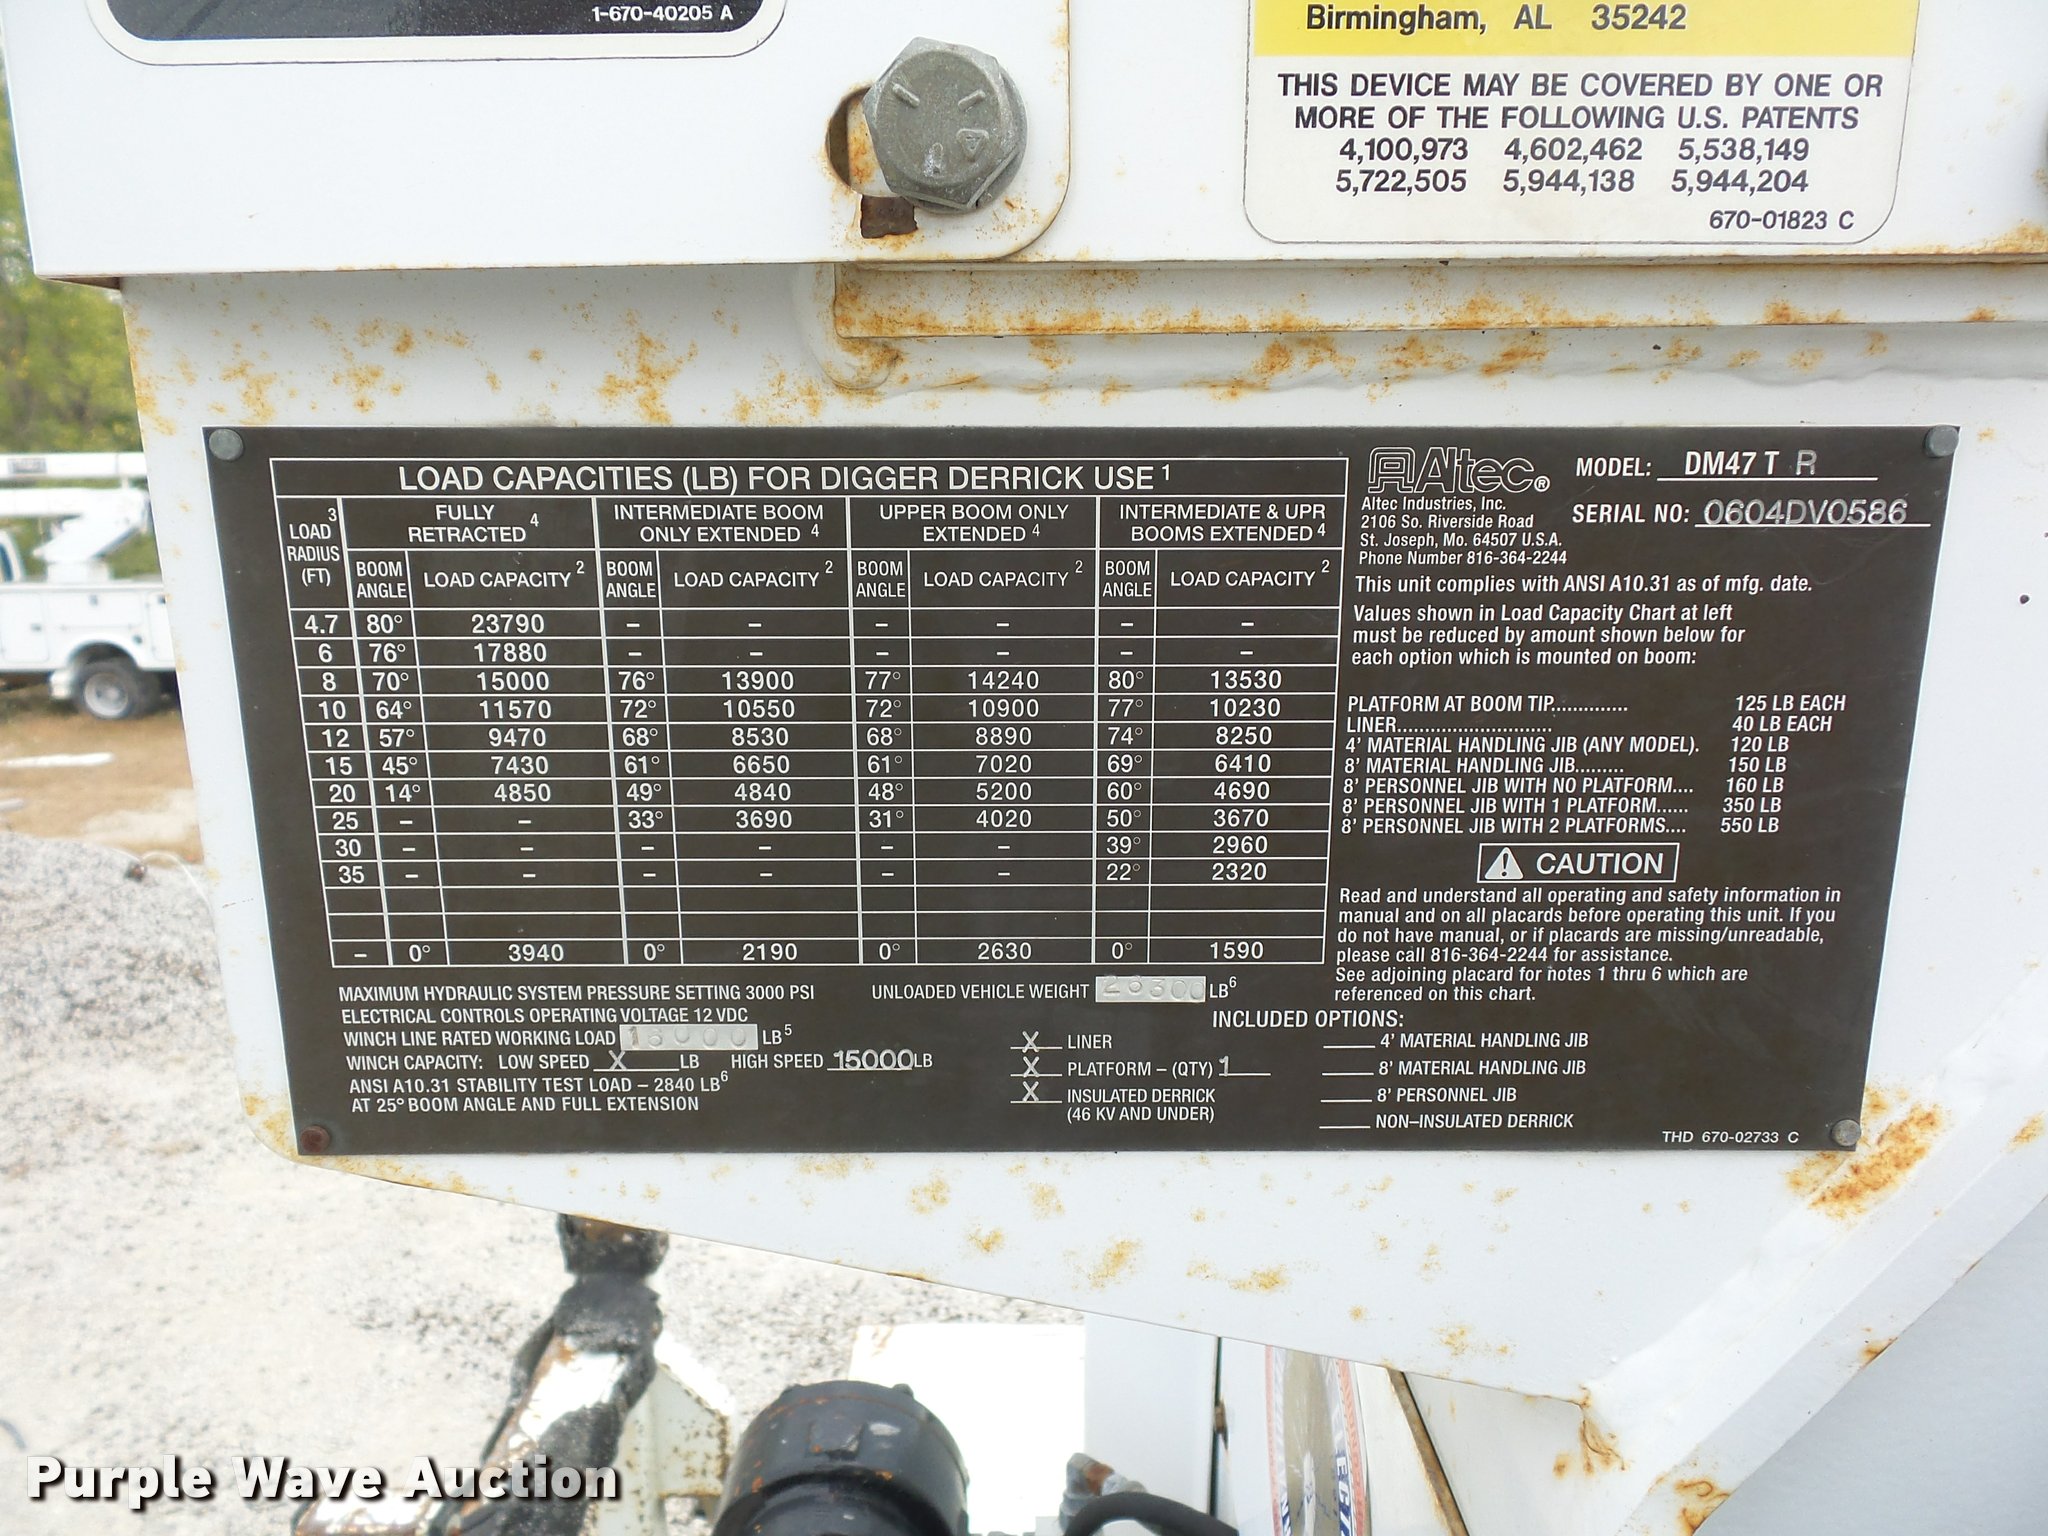 1-670-40205 A
Birmingham, AL 35242
THIS DEVICE MAY BE COVERED BY ONE OR
MORE OF THE FOLLOWING U.S. PATENTS
4,100,973 4,602,462 5,538,149
5,722,505 5,944,138 5,944,204
670-01823 C
LOAD CAPACITIES (LB) FOR DIGGER DERRICK USE 1
LOAD 3 RADIUS (FT)
FULLY RETRACTED 4
INTERMEDIATE BOOM ONLY EXTENDED 4
UPPER BOOM ONLY EXTENDED 4
INTERMEDIATE & UPR BOOMS EXTENDED 4
BOOM ANGLE LOAD CAPACITY 2 BOOM ANGLE LOAD CAPACITY 2 BOOM ANGLE LOAD CAPACITY 2 BOOM ANGLE LOAD CAPACITY 2
4.7 80° 23790 – – – – – –
6 76° 17880 – – – – – –
8 70° 15000 76° 13900 77° 14240 80° 13530
10 64° 11570 72° 10550 72° 10900 77° 10230
12 57° 9470 68° 8530 68° 8890 74° 8250
15 45° 7430 61° 6650 61° 7020 69° 6410
20 14° 4850 49° 4840 48° 5200 60° 4690
25 – – 33° 3690 31° 4020 50° 3670
30 – – – – – – 39° 2960
35 – – – – – – 22° 2320
– 0° 3940 0° 2190 0° 2630 0° 1590
MAXIMUM HYDRAULIC SYSTEM PRESSURE SETTING 3000 PSI
ELECTRICAL CONTROLS OPERATING VOLTAGE 12 VDC
WINCH LINE RATED WORKING LOAD LB 5
WINCH CAPACITY: LOW SPEED X LB HIGH SPEED 15000 LB
ANSI A10.31 STABILITY TEST LOAD – 2840 LB 6
AT 25° BOOM ANGLE AND FULL EXTENSION
UNLOADED VEHICLE WEIGHT LB 6
X LINER
X PLATFORM – (QTY) 1
X INSULATED DERRICK
(46 KV AND UNDER)
INCLUDED OPTIONS:
4' MATERIAL HANDLING JIB
8' MATERIAL HANDLING JIB
8' PERSONNEL JIB
NON–INSULATED DERRICK
THD 670-02733 C
Altec ®
Altec Industries, Inc.
2106 So. Riverside Road
St. Joseph, Mo. 64507 U.S.A.
Phone Number 816-364-2244
MODEL: DM47 T R
SERIAL NO: 0604DV0586
This unit complies with ANSI A10.31 as of mfg. date.
Values shown in Load Capacity Chart at left
must be reduced by amount shown below for
each option which is mounted on boom:
PLATFORM AT BOOM TIP.............. 125 LB EACH
LINER............................ 40 LB EACH
4' MATERIAL HANDLING JIB (ANY MODEL). 120 LB
8' MATERIAL HANDLING JIB......... 150 LB
8' PERSONNEL JIB WITH NO PLATFORM.... 160 LB
8' PERSONNEL JIB WITH 1 PLATFORM...... 350 LB
8' PERSONNEL JIB WITH 2 PLATFORMS.... 550 LB
CAUTION
Read and understand all operating and safety information in
manual and on all placards before operating this unit. If you
do not have manual, or if placards are missing/unreadable,
please call 816-364-2244 for assistance.
See adjoining placard for notes 1 thru 6 which are
referenced on this chart.
Purple Wave Auction